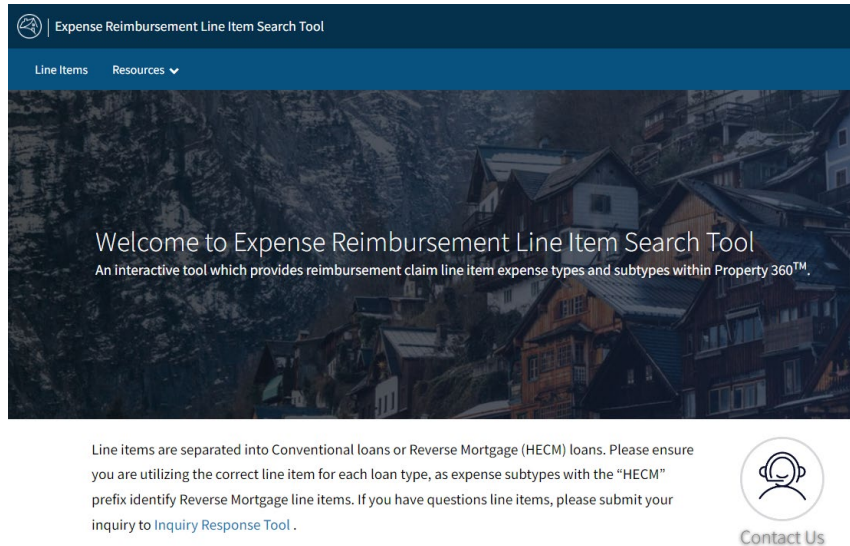 Expense Reimbursement Line Item Search Tool
Line Items Resources
Welcome to Expense Reimbursement Line Item Search Tool
An interactive tool which provides reimbursement claim line item expense types and subtypes within Property 360™.
Line items are separated into Conventional loans or Reverse Mortgage (HECM) loans. Please ensure
you are utilizing the correct line item for each loan type, as expense subtypes with the “HECM”
prefix identify Reverse Mortgage line items. If you have questions line items, please submit your
inquiry to Inquiry Response Tool .
Contact Us